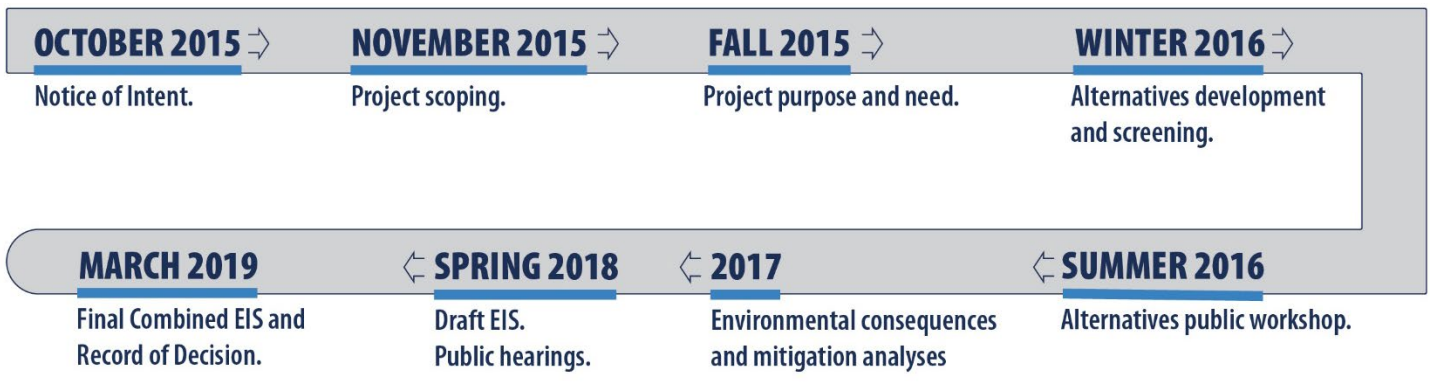 OCTOBER 2015
Notice of Intent.
NOVEMBER 2015
Project scoping.
FALL 2015
Project purpose and need.
WINTER 2016
Alternatives development
and screening.
SUMMER 2016
Alternatives public workshop.
2017
Environmental consequences
and mitigation analyses
SPRING 2018
Draft EIS.
Public hearings.
MARCH 2019
Final Combined EIS and
Record of Decision.